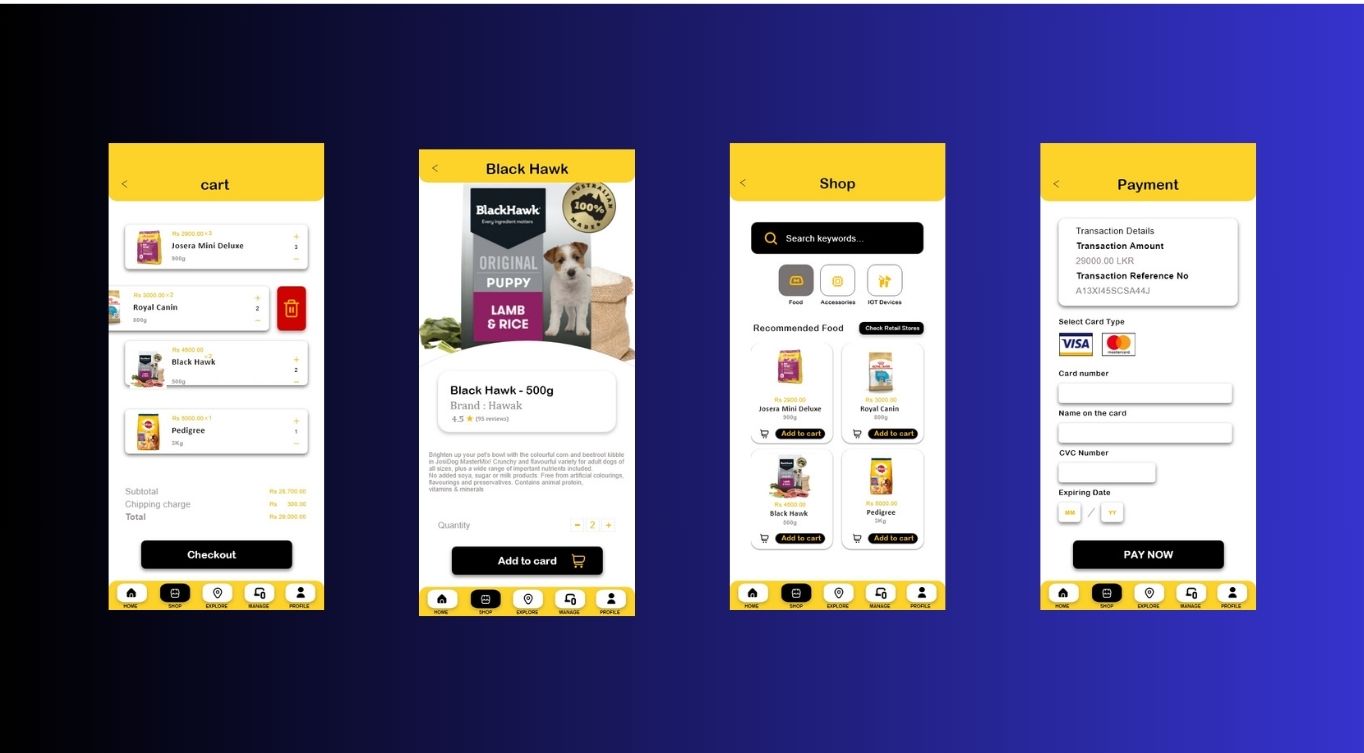 cart
Rs 2900.00 ×3
Josera Mini Deluxe
900g
+
3
−
Rs 3000.00 ×2
Royal Canin
800g
+
2
−
Rs 4500.00
×2
Black Hawk
500g
+
2
−
Rs 5000.00 ×1
Pedigree
3Kg
+
1
−
Subtotal Rs 28,700.00
Chipping charge Rs 300.00
Total Rs 29,000.00
Checkout
HOME SHOP EXPLORE MANAGE PROFILE
Black Hawk
BlackHawk
Every ingredient matters
AUSTRALIAN
100%
MADE
ORIGINAL
PUPPY
LAMB
& RICE
Black Hawk - 500g
Brand : Hawak
4.5 ★ (95 reviews)
Brighten up your pet's bowl with the colourful corn and beetroot kibble
in JosiDog MasterMix! Crunchy and flavourful variety for adult dogs of
all sizes, plus a wide range of important nutrients included.
No added soya, sugar or milk products. Free from artificial colourings,
flavourings and preservatives. Contains animal protein,
vitamins & minerals
Quantity − 2 +
Add to card
HOME SHOP EXPLORE MANAGE PROFILE
Shop
Search keywords...
Food Accessories IOT Devices
Recommended Food Check Retail Stores
Rs 2900.00
Josera Mini Deluxe
900g
Add to cart
Rs 3000.00
Royal Canin
800g
Add to cart
Rs 4500.00
Black Hawk
500g
Add to cart
Rs 5000.00
Pedigree
3Kg
Add to cart
HOME SHOP EXPLORE MANAGE PROFILE
Payment
Transaction Details
Transaction Amount
29000.00 LKR
Transaction Reference No
A13XI45SCSA44J
Select Card Type
VISA mastercard
Card number
Name on the card
CVC Number
Expiring Date
MM / YY
PAY NOW
HOME SHOP EXPLORE MANAGE PROFILE